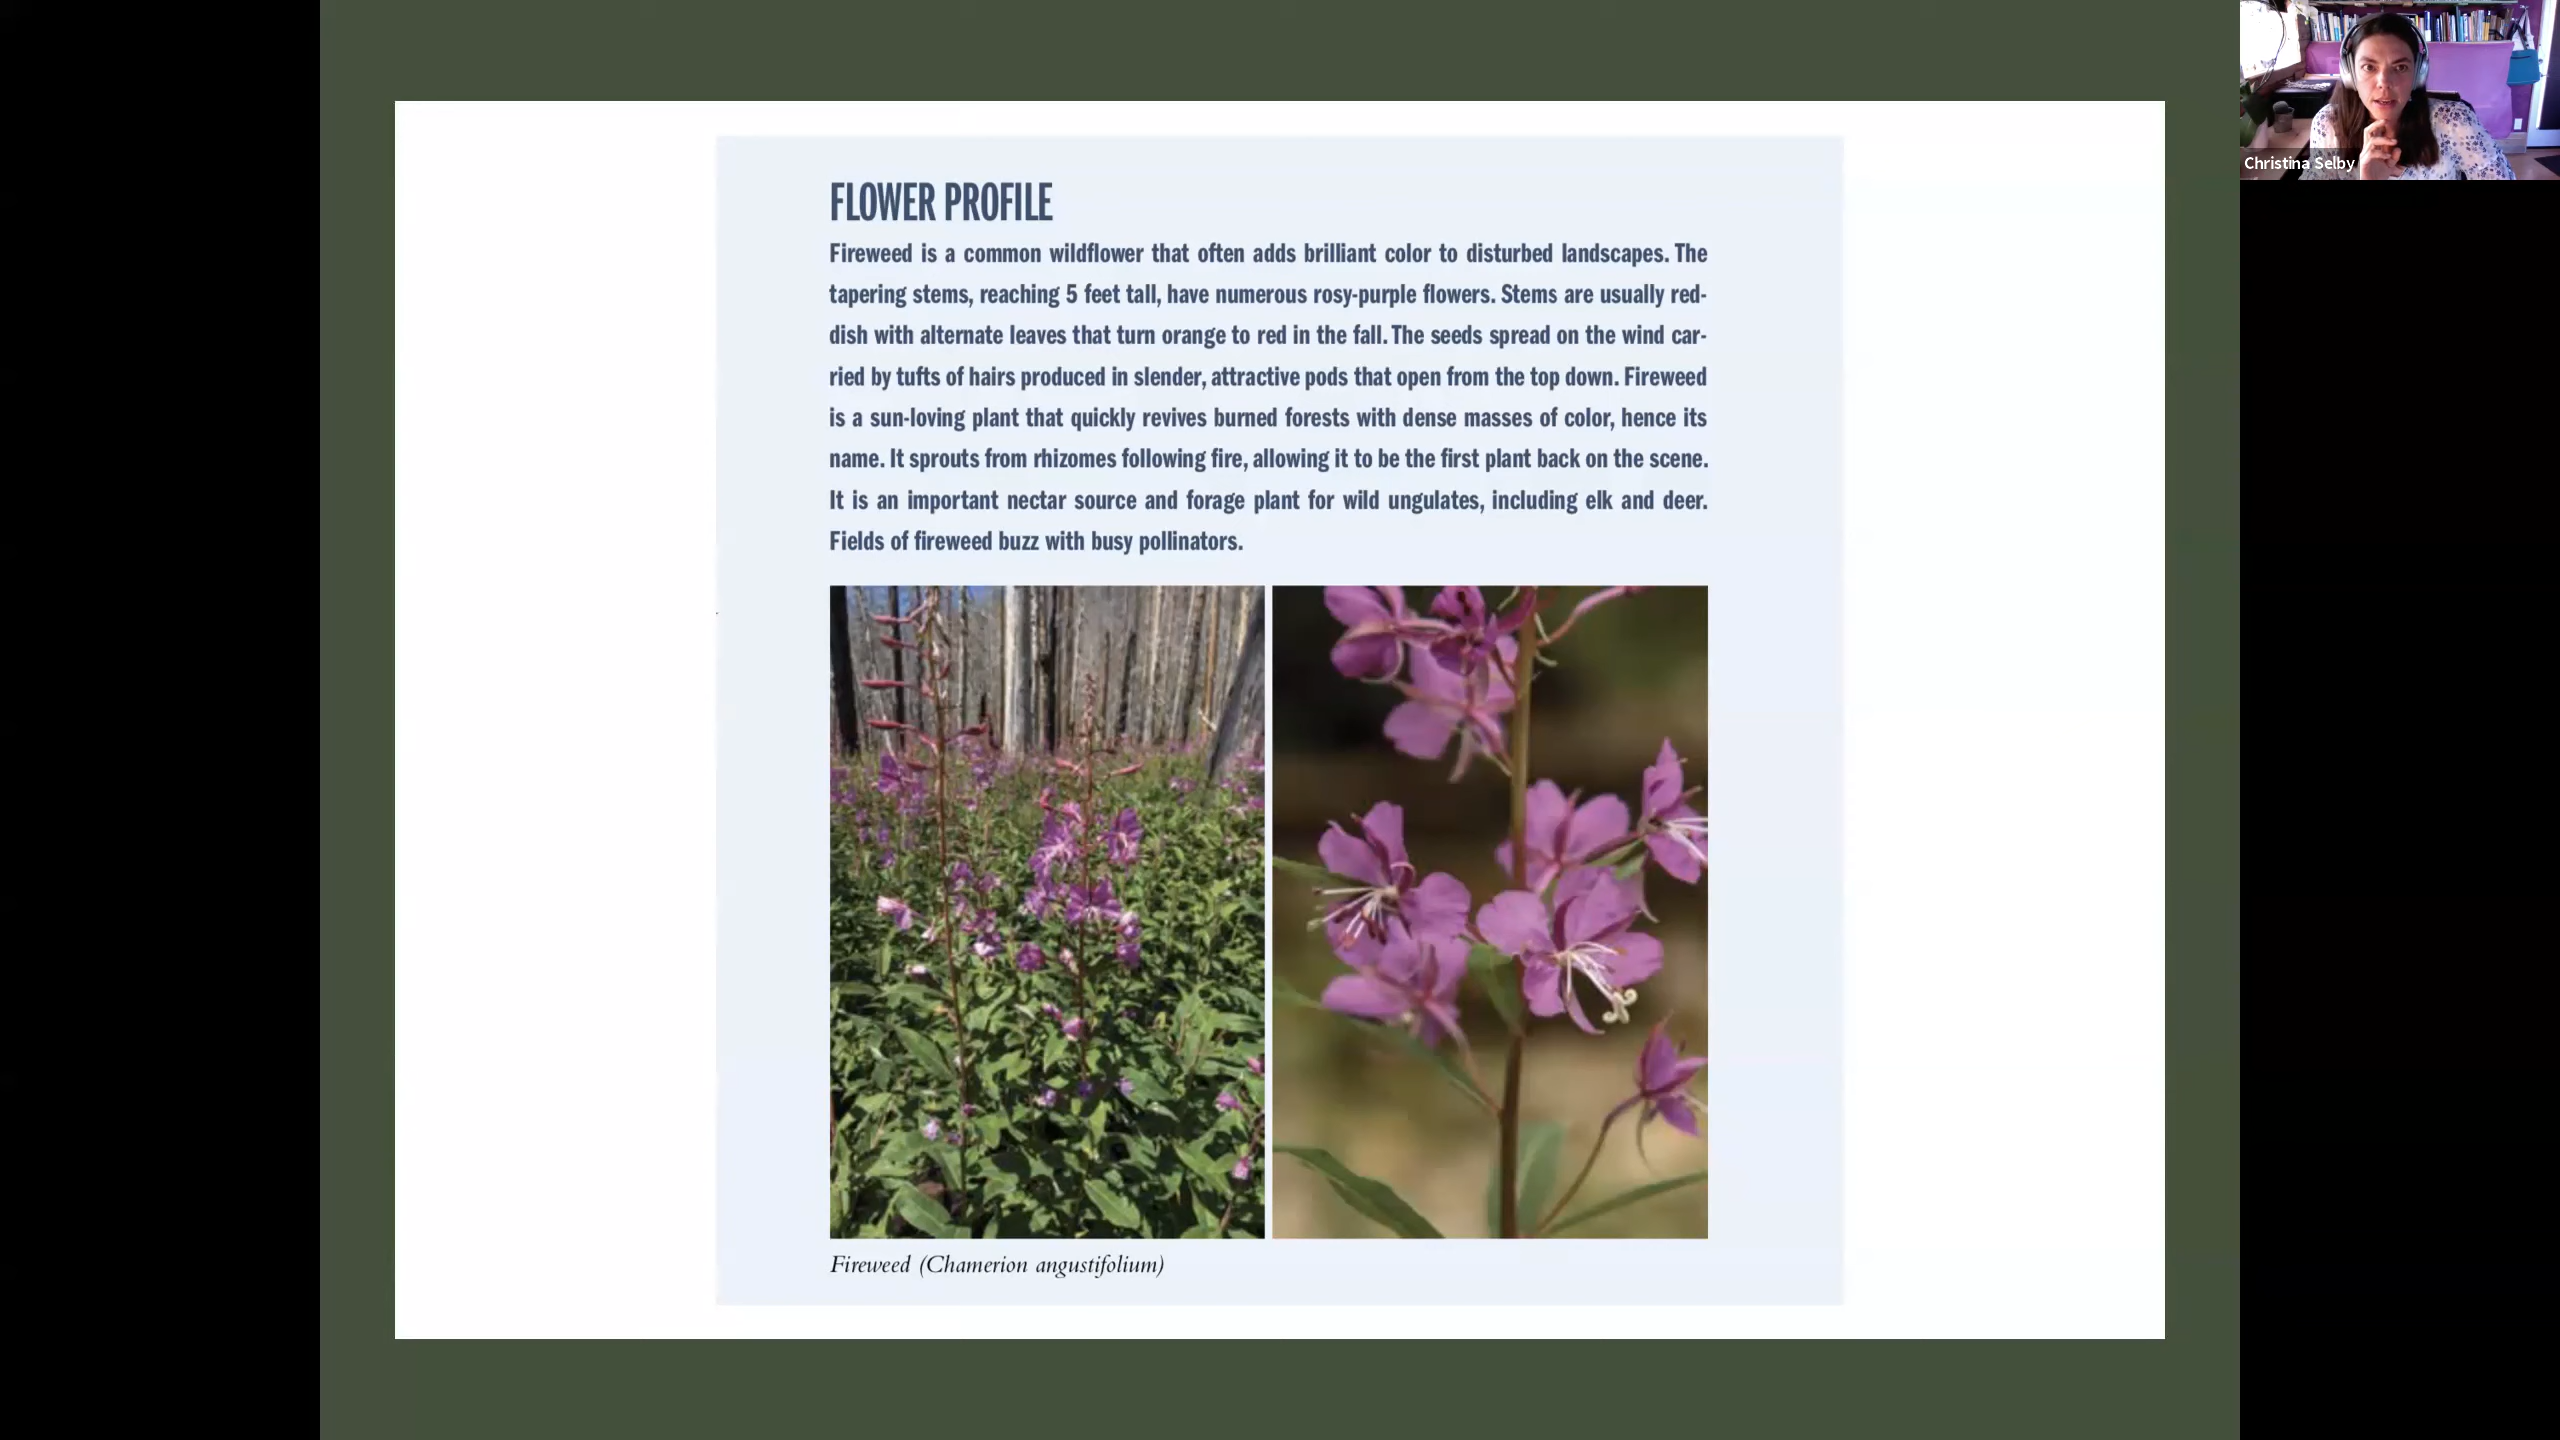 FLOWER PROFILE
Fireweed is a common wildflower that often adds brilliant color to disturbed landscapes. The
tapering stems, reaching 5 feet tall, have numerous rosy-purple flowers. Stems are usually red-
dish with alternate leaves that turn orange to red in the fall. The seeds spread on the wind car-
ried by tufts of hairs produced in slender, attractive pods that open from the top down. Fireweed
is a sun-loving plant that quickly revives burned forests with dense masses of color, hence its
name. It sprouts from rhizomes following fire, allowing it to be the first plant back on the scene.
It is an important nectar source and forage plant for wild ungulates, including elk and deer.
Fields of fireweed buzz with busy pollinators.
Fireweed (Chamerion angustifolium)
Christina Selby